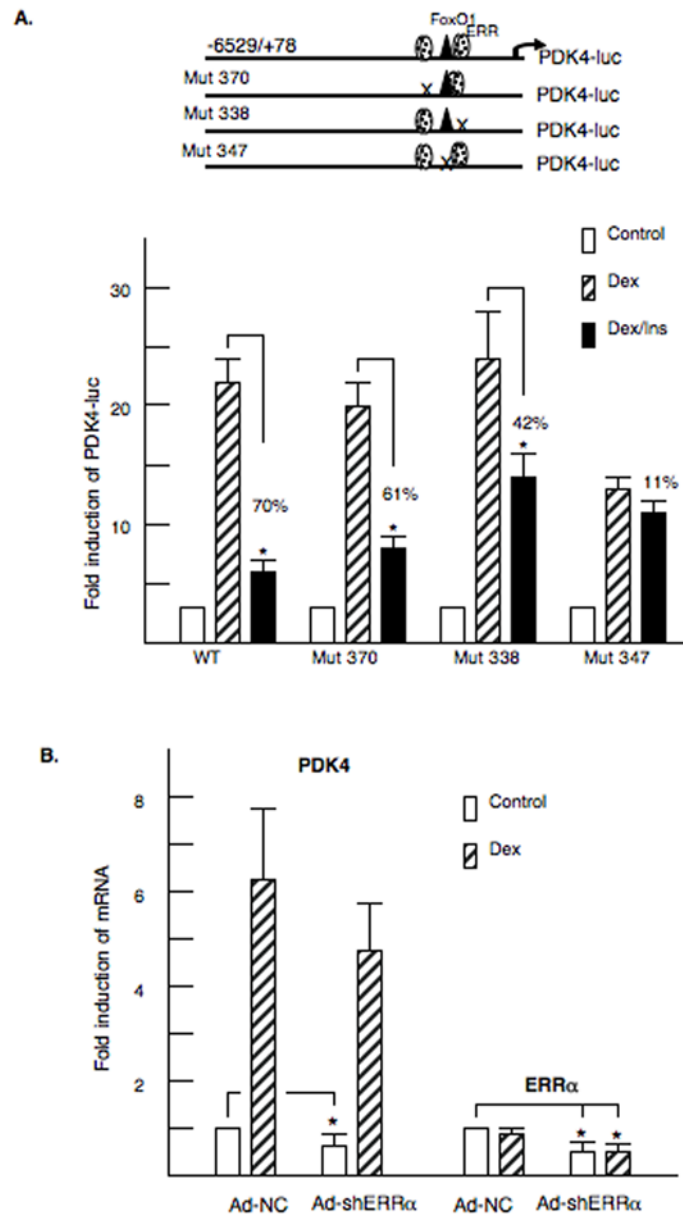 A.
FoxO1
ERR
-6529/+78
PDK4-luc
Mut 370
PDK4-luc
Mut 338
PDK4-luc
Mut 347
PDK4-luc
Control
Dex
Dex/Ins
Fold induction of PDK4-luc
30
20
10
70%
*
61%
*
42%
*
11%
WT
Mut 370
Mut 338
Mut 347
B.
PDK4
Control
Dex
Fold induction of mRNA
8
6
4
2
*
ERRα
*
*
Ad-NC
Ad-shERRα
Ad-NC
Ad-shERRα